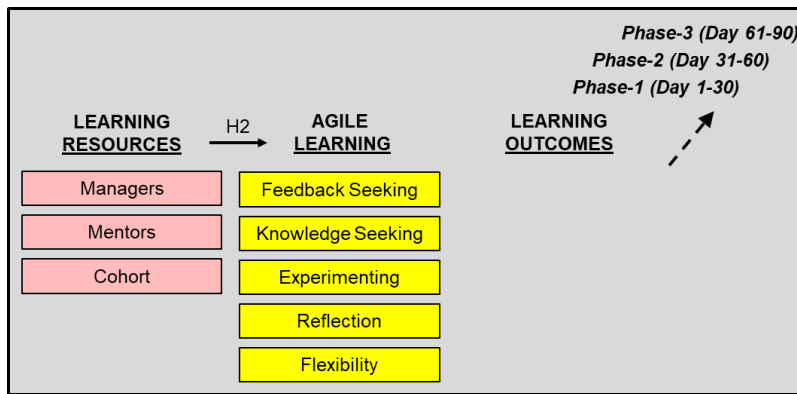 Phase-3 (Day 61-90)
Phase-2 (Day 31-60)
Phase-1 (Day 1-30)
LEARNING
RESOURCES
H2
AGILE
LEARNING
LEARNING
OUTCOMES
Managers
Mentors
Cohort
Feedback Seeking
Knowledge Seeking
Experimenting
Reflection
Flexibility